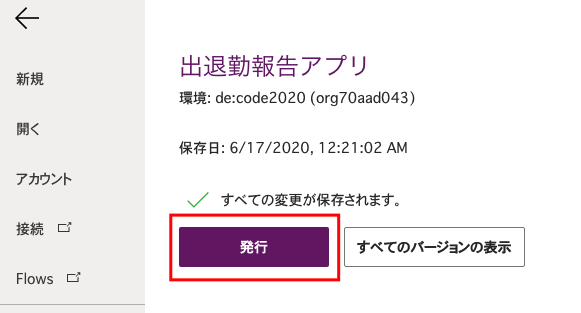 新規
開く
アカウント
接続
Flows
出退勤報告アプリ
環境: de:code2020 (org70aad043)
保存日: 6/17/2020, 12:21:02 AM
すべての変更が保存されます。
発行
すべてのバージョンの表示